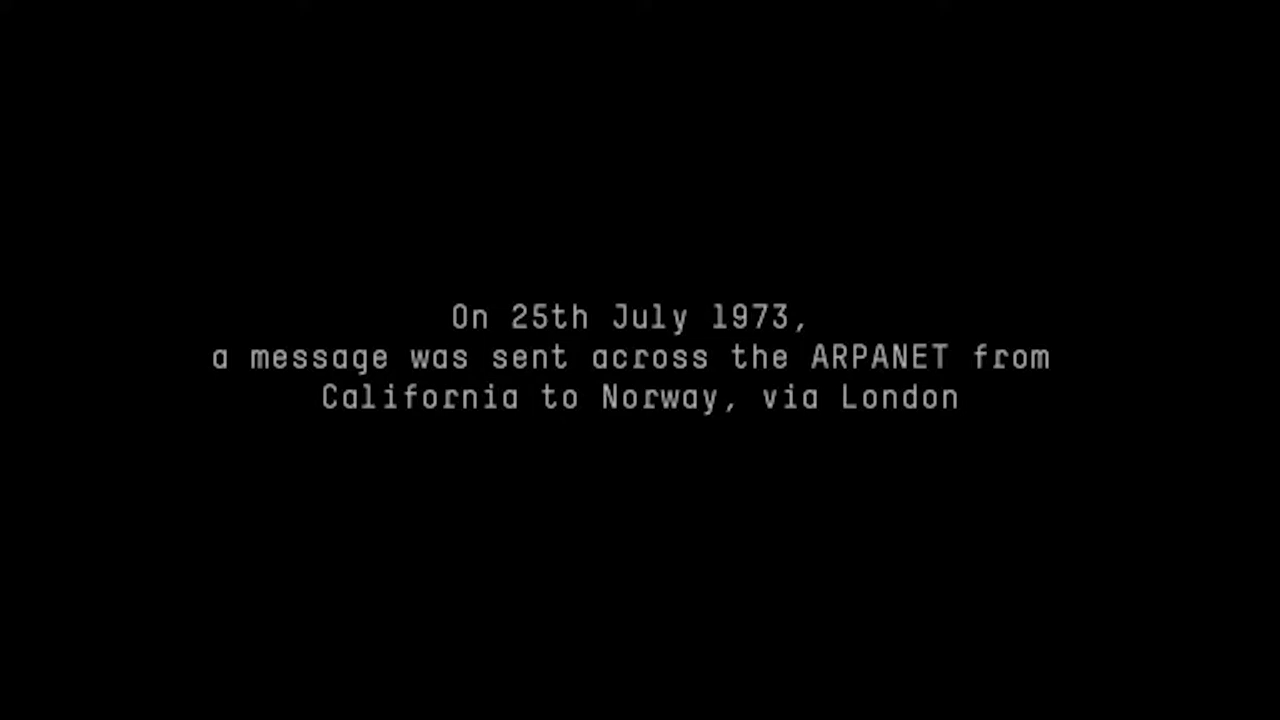 On 25th July 1973,
a message was sent across the ARPANET from
California to Norway, via London